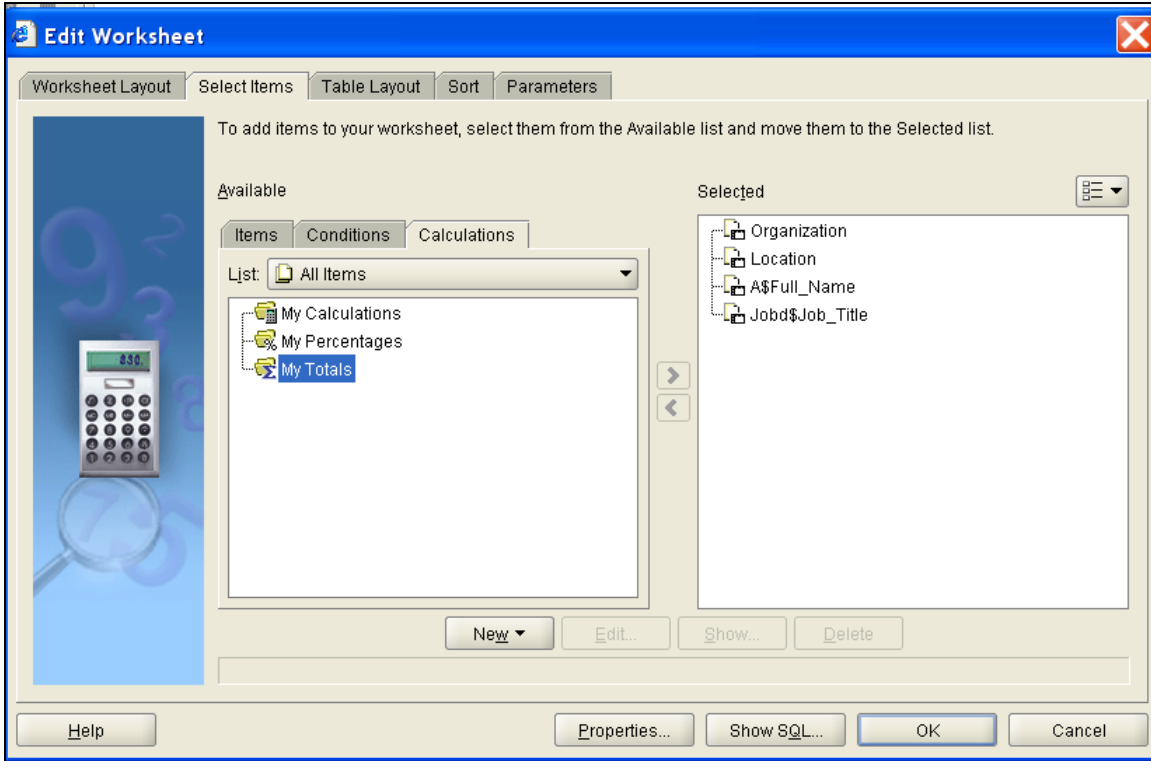 Edit Worksheet
Worksheet Layout Select Items Table Layout Sort Parameters
To add items to your worksheet, select them from the Available list and move them to the Selected list.
Available
Selected
Items Conditions Calculations
List: All Items
My Calculations
My Percentages
My Totals
Organization
Location
A$Full_Name
Jobd$Job_Title
New Edit... Show... Delete
Help Properties... Show SQL... OK Cancel